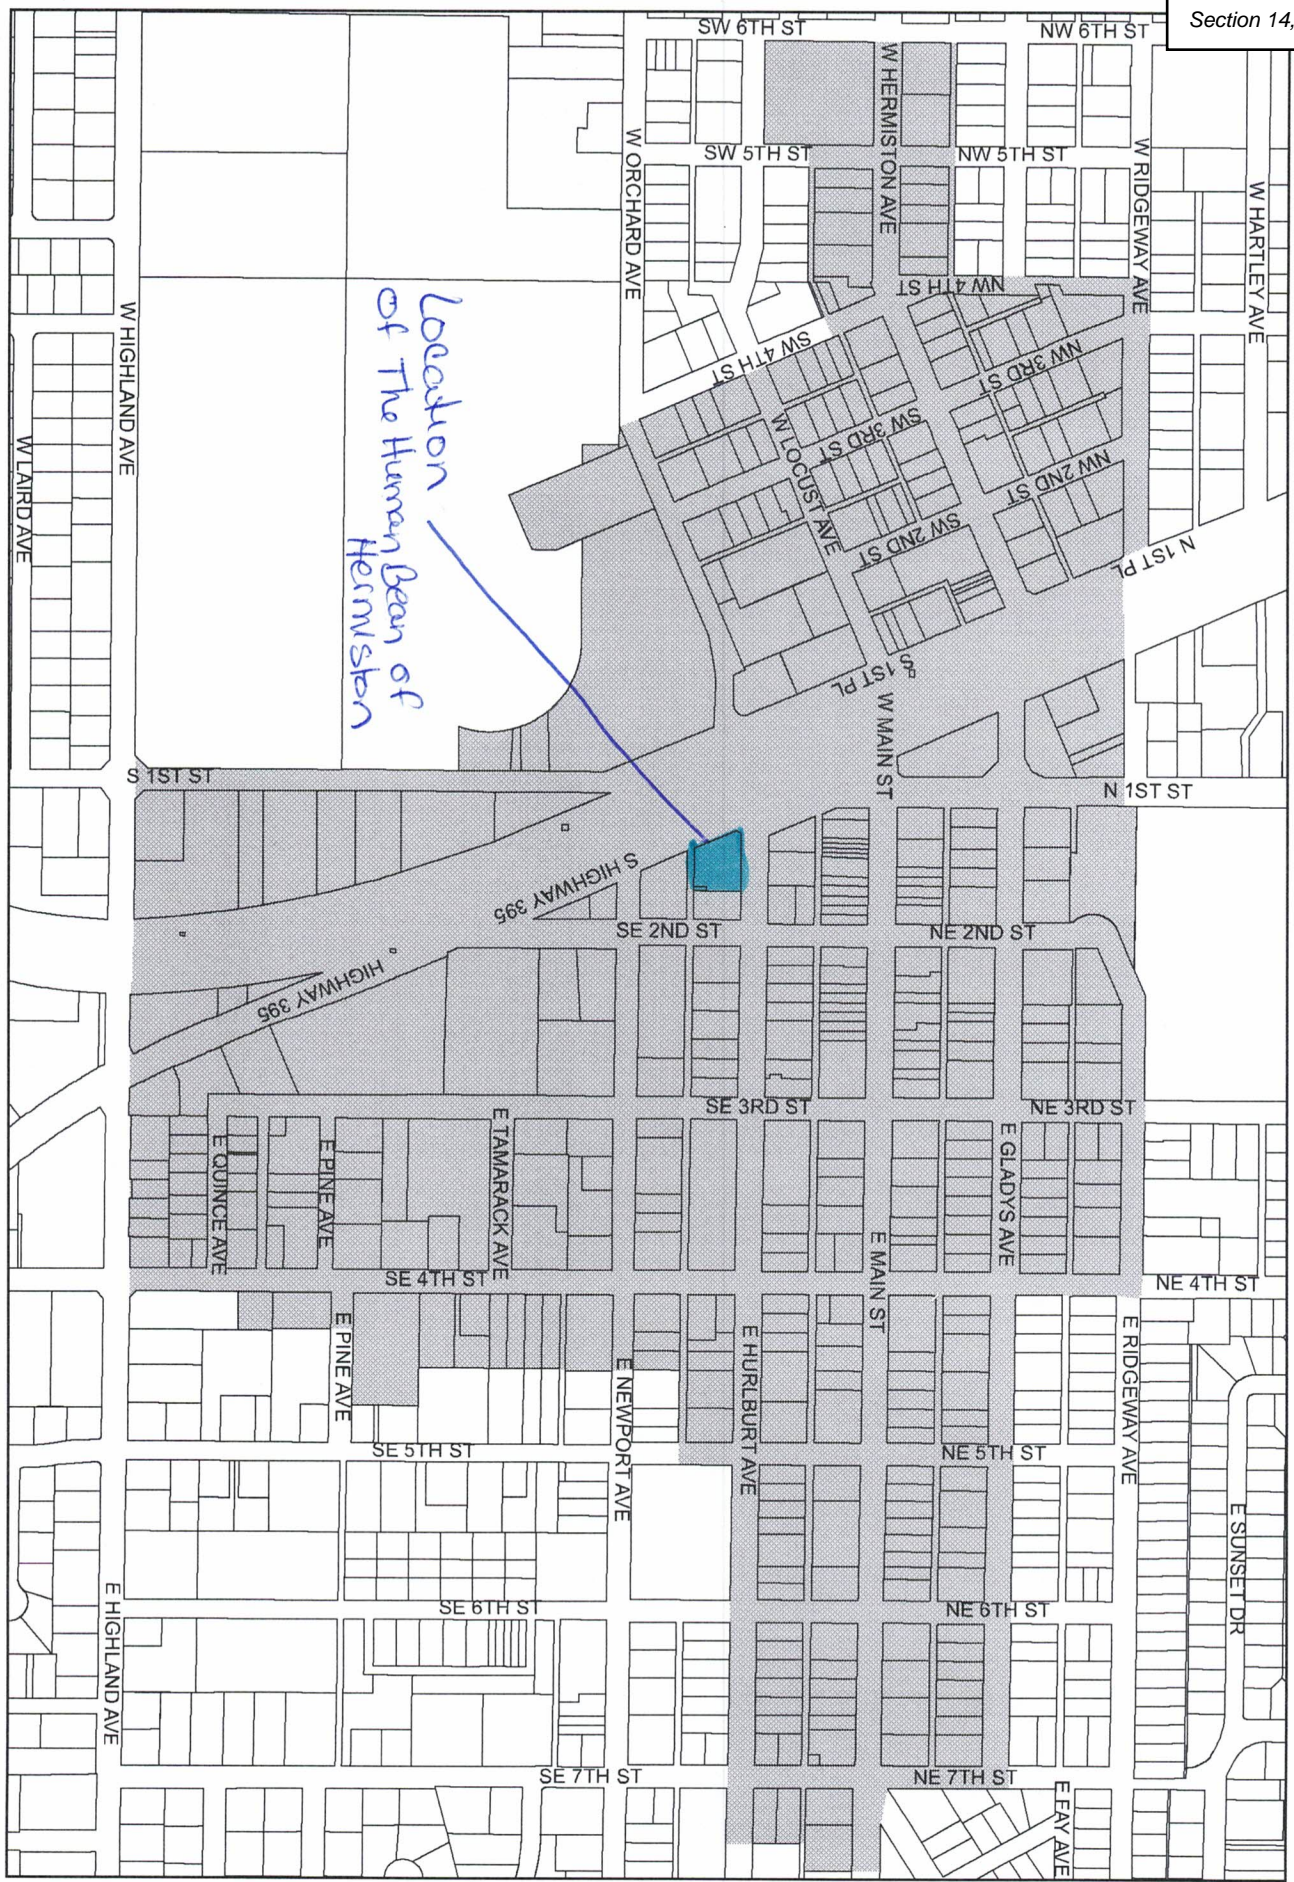 Section 14,
SW 6TH ST
NW 6TH ST
W HERMISTON AVE
W ORCHARD AVE
SW 5TH ST
NW 5TH ST
W RIDGEWAY AVE
W HARTLEY AVE
NW 4TH ST
W HIGHLAND AVE
Location
Of The Human Bean of
Hermiston
SW 4TH ST
NW 3RD ST
SW 3RD ST
W LOCUST AVE
W LAIRD AVE
NW 2ND ST
SW 2ND ST
N 1ST PL
S 1ST PL
W MAIN ST
S 1ST ST
N 1ST ST
S HIGHWAY 395
SE 2ND ST
NE 2ND ST
HIGHWAY 395
SE 3RD ST
NE 3RD ST
E QUINCE AVE
E PINE AVE
E TAMARACK AVE
E GLADYS AVE
E MAIN ST
SE 4TH ST
NE 4TH ST
E PINE AVE
E NEWPORT AVE
E HURLBURT AVE
E RIDGEWAY AVE
SE 5TH ST
NE 5TH ST
E SUNSET DR
E HIGHLAND AVE
SE 6TH ST
NE 6TH ST
SE 7TH ST
NE 7TH ST
E FAY AVE